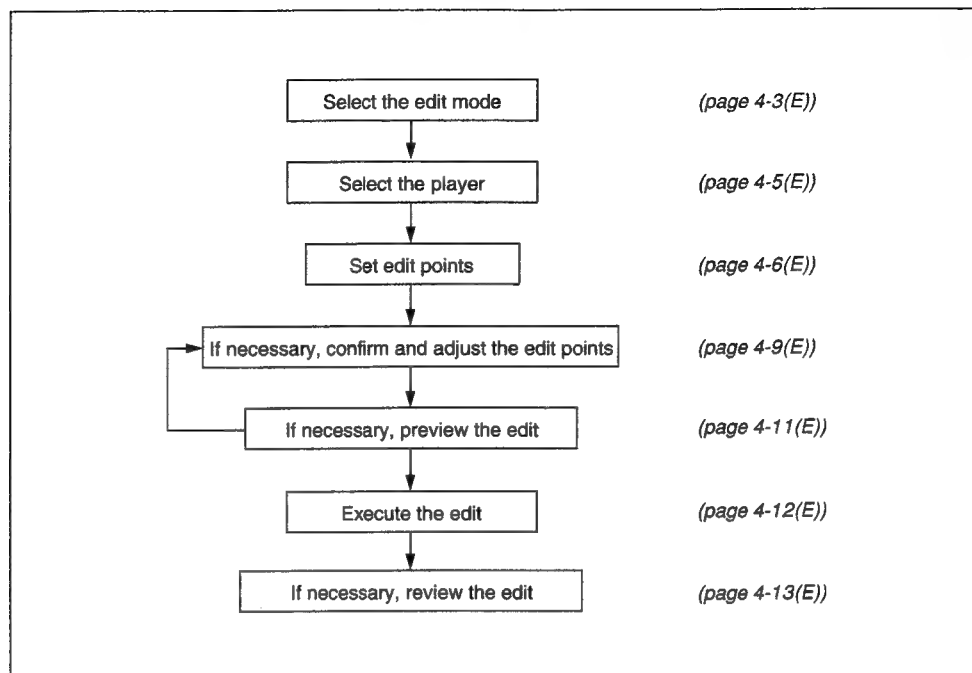 Select the edit mode (page 4-3(E))
Select the player (page 4-5(E))
Set edit points (page 4-6(E))
If necessary, confirm and adjust the edit points (page 4-9(E))
If necessary, preview the edit (page 4-11(E))
Execute the edit (page 4-12(E))
If necessary, review the edit (page 4-13(E))